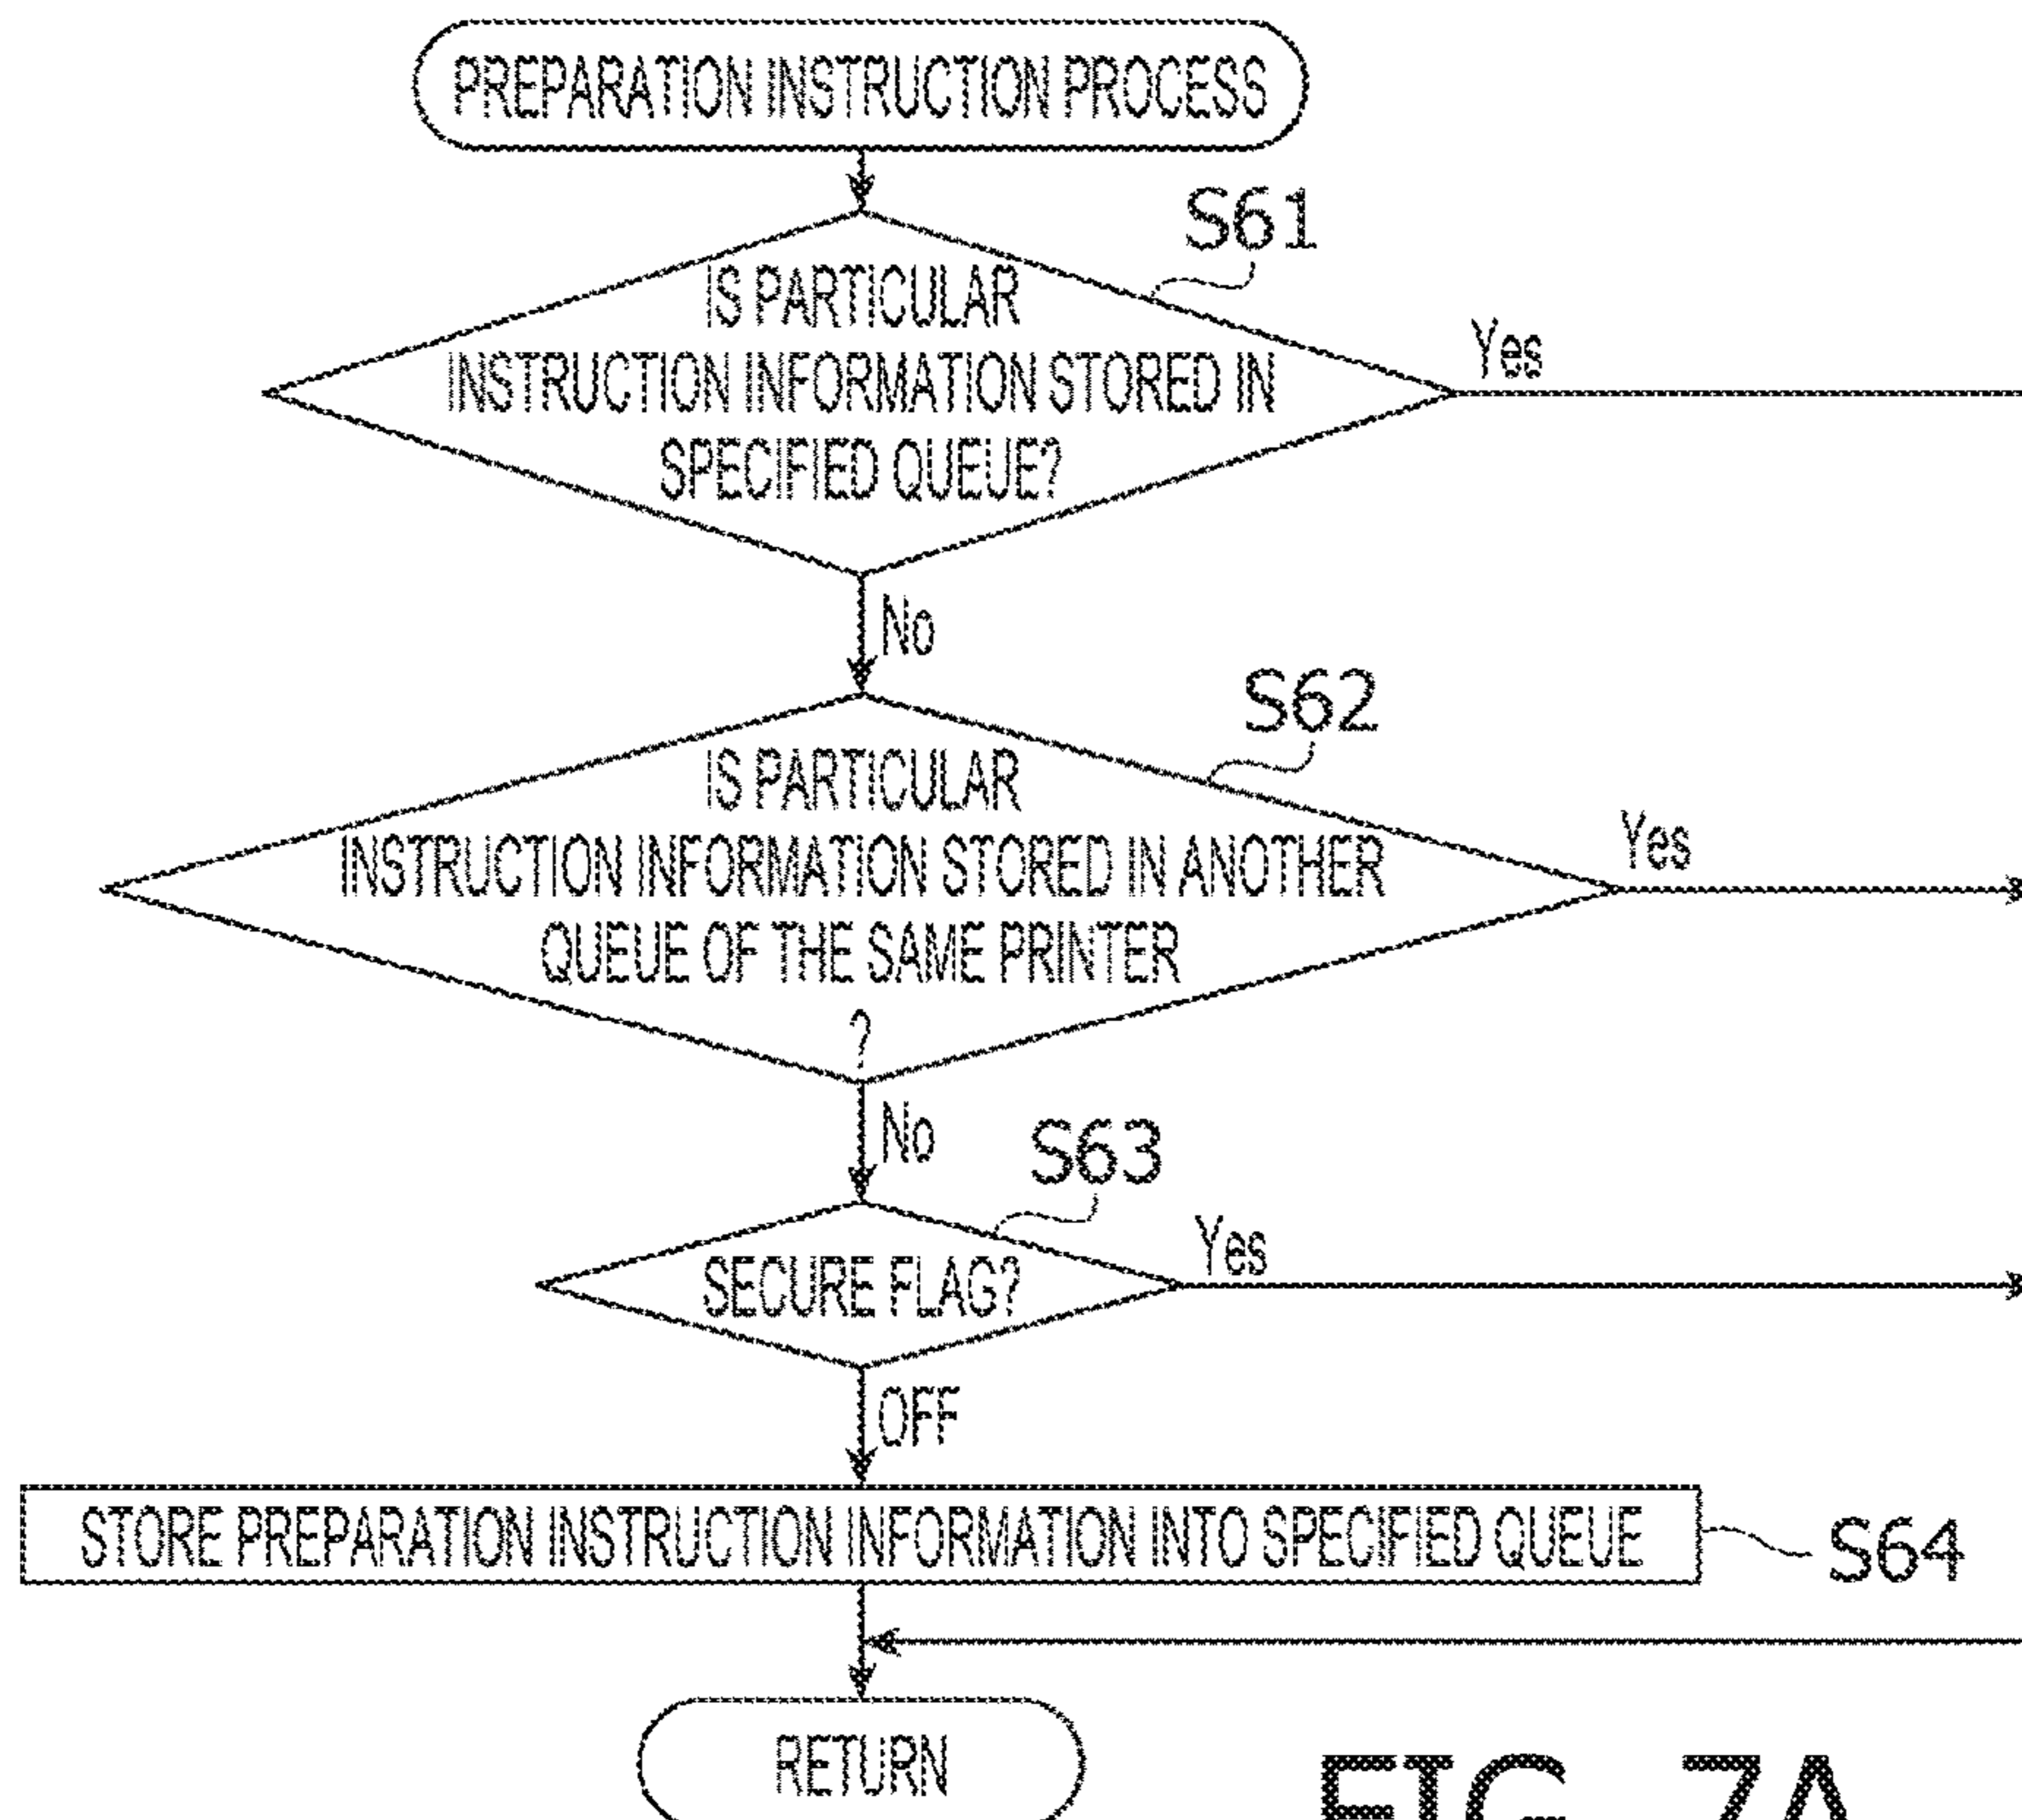 PREPARATION INSTRUCTION PROCESS
S61
IS PARTICULAR
INSTRUCTION INFORMATION STORED IN
SPECIFIED QUEUE?
Yes
No
S62
IS PARTICULAR
INSTRUCTION INFORMATION STORED IN ANOTHER
QUEUE OF THE SAME PRINTER
?
Yes
No
S63
SECURE FLAG?
Yes
OFF
STORE PREPARATION INSTRUCTION INFORMATION INTO SPECIFIED QUEUE
S64
RETURN
FIG. 7A